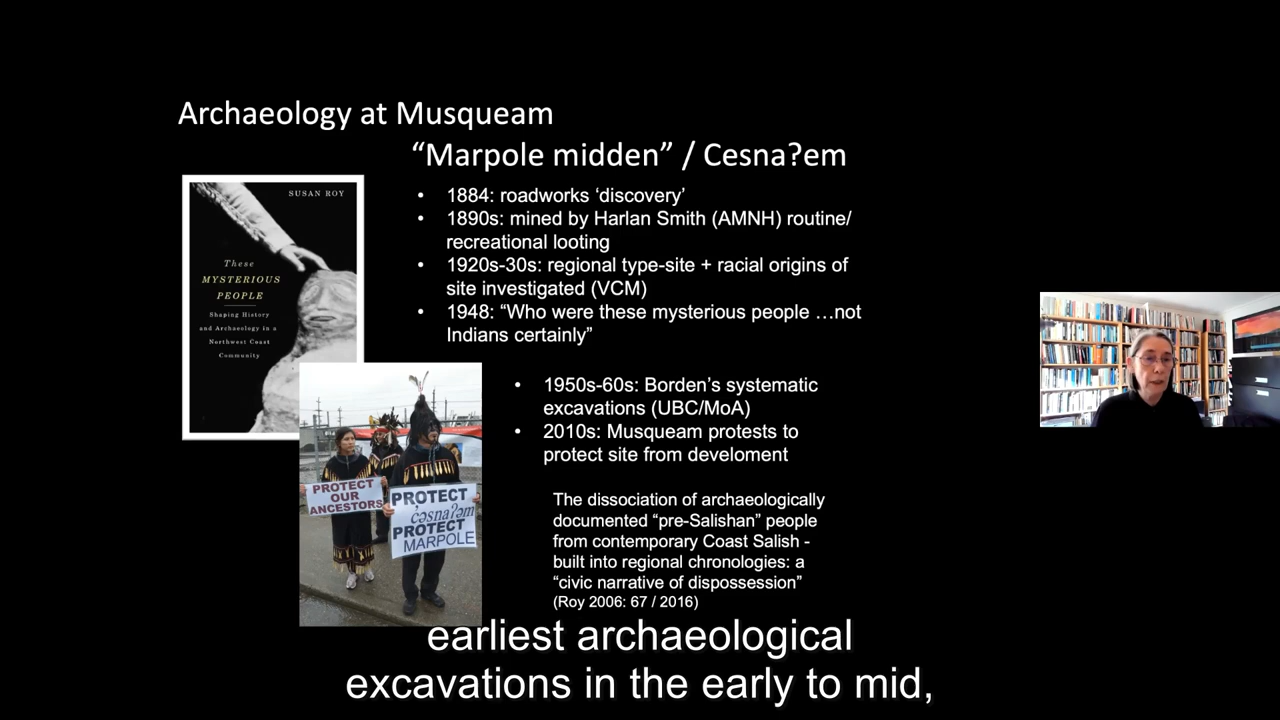 Archaeology at Musqueam
“Marpole midden” / Cesna?em
SUSAN ROY
These
MYSTERIOUS
PEOPLE
Shaping History
and Archaeology in a
Northwest Coast
Community
• 1884: roadworks ‘discovery’
• 1890s: mined by Harlan Smith (AMNH) routine/
recreational looting
• 1920s-30s: regional type-site + racial origins of
site investigated (VCM)
• 1948: “Who were these mysterious people …not
Indians certainly”
• 1950s-60s: Borden’s systematic
excavations (UBC/MoA)
• 2010s: Musqueam protests to
protect site from develoment
PROTECT
OUR
ANCESTORS
PROTECT
c̓əsnaʔəm
PROTECT
MARPOLE
The dissociation of archaeologically
documented “pre-Salishan” people
from contemporary Coast Salish -
built into regional chronologies: a
“civic narrative of dispossession”
(Roy 2006: 67 / 2016)
earliest archaeological
excavations in the early to mid,